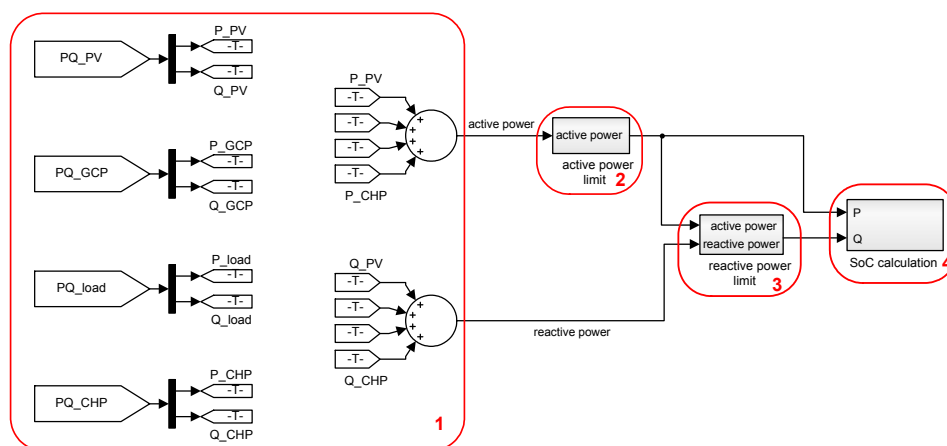 P_PV
PQ_PV
-T-
-T-
Q_PV
P_GCP
PQ_GCP
-T-
-T-
Q_GCP
P_load
PQ_load
-T-
-T-
Q_load
P_CHP
PQ_CHP
-T-
-T-
Q_CHP
P_PV
-T-
-T-
-T-
-T-
P_CHP
+
+
+
+
Q_PV
-T-
-T-
-T-
-T-
Q_CHP
+
+
+
+
1
active power
active power
active power
limit 2
reactive power
active power
reactive power
reactive power
limit 3
P
Q
SoC calculation 4